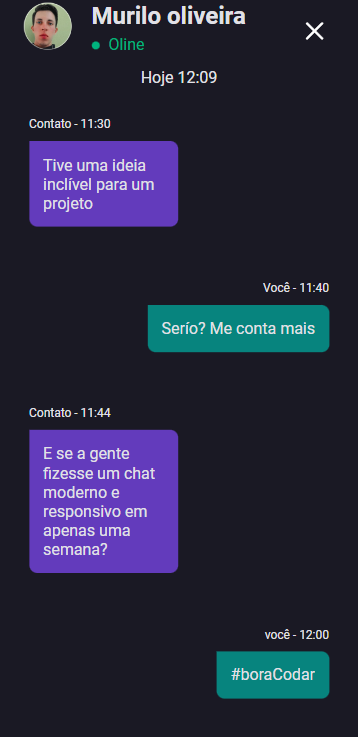 Murilo oliveira
Oline
Hoje 12:09
Contato - 11:30
Tive uma ideia
inclível para um
projeto
Você - 11:40
Serío? Me conta mais
Contato - 11:44
E se a gente
fizesse um chat
moderno e
responsivo em
apenas uma
semana?
você - 12:00
#boraCodar